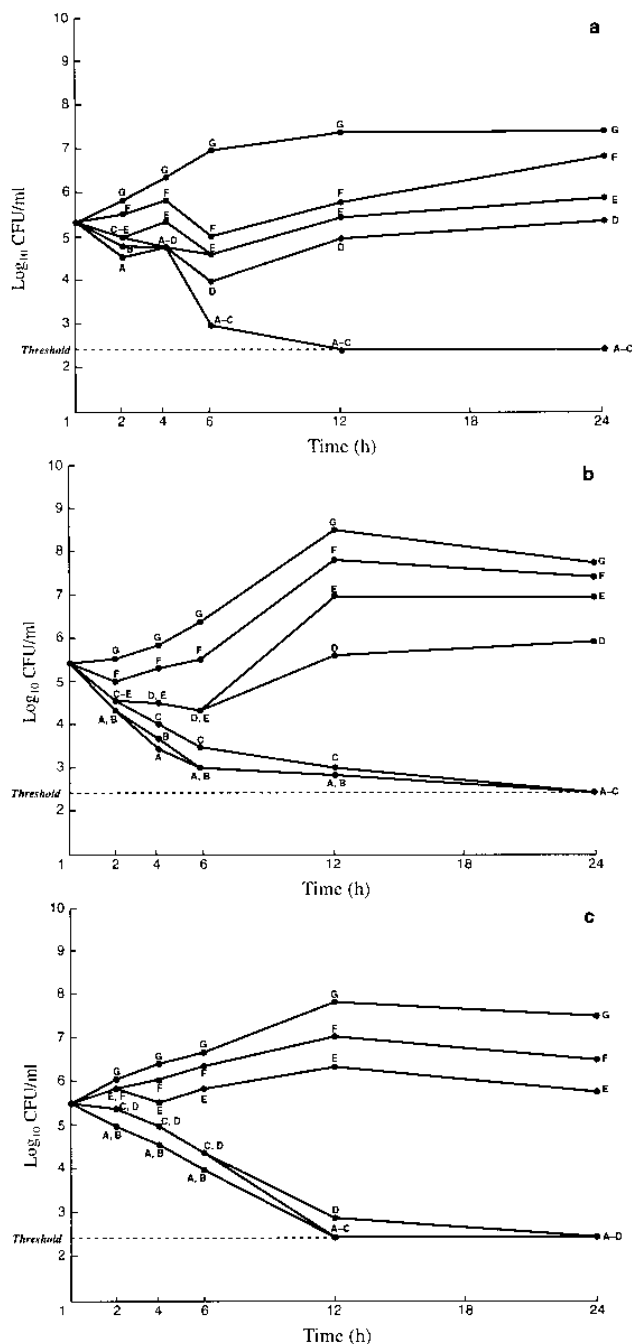 a
10
9
8
G
G
G
7
G
F
G
F
F
6
G
F
E
F
E
E
D
C–E
F
5
A–D
D
B
E
A
4
D
Log₁₀ CFU/ml
3
A–C
A–C
Threshold
A–C
2
1
2
4
6
12
18
24
Time (h)
b
10
9
G
8
F
G
F
7
E
E
G
6
G
D
G
F
D
F
5
F
C–E
D, E
D, E
A, B
4
C
B
C
A
3
A, B
C
A, B
Log₁₀ CFU/ml
Threshold
A–C
2
1
2
4
6
12
18
24
Time (h)
c
10
9
8
G
G
7
F
G
F
G
E
6
G
F
E
F
E, F
E
E
C, D
5
C, D
A, B
C, D
A, B
4
A, B
Log₁₀ CFU/ml
3
D
A–C
Threshold
A–D
2
1
2
4
6
12
18
24
Time (h)